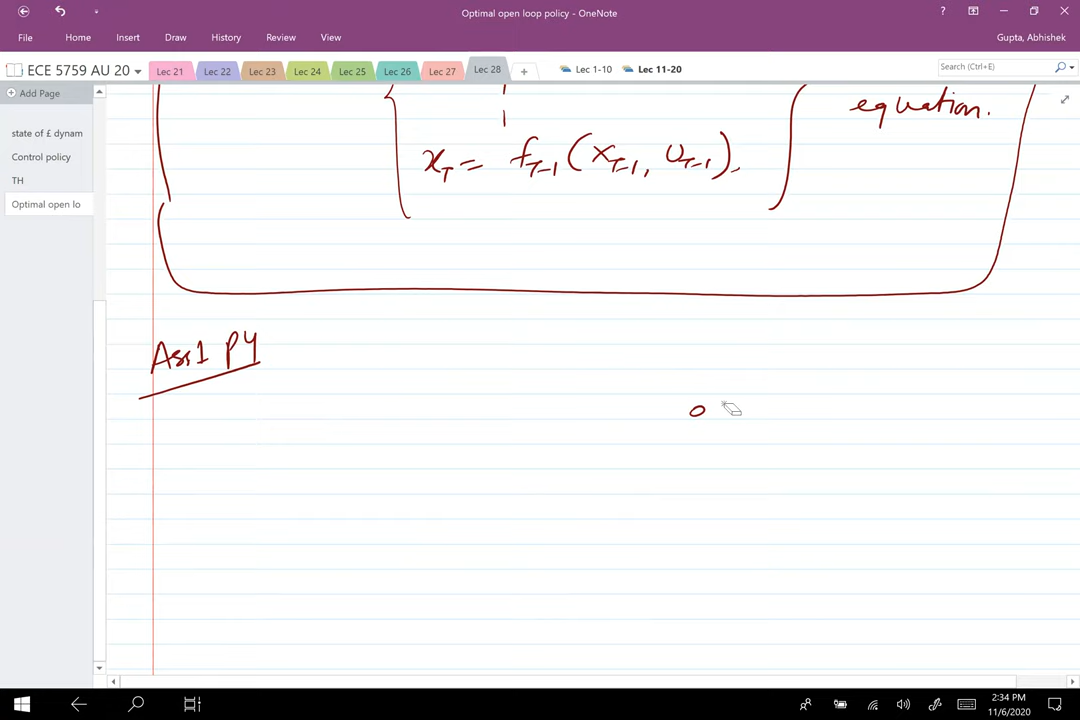 Optimal open loop policy - OneNote
? Gupta, Abhishek
File Home Insert Draw History Review View
ECE 5759 AU 20 Lec 21 Lec 22 Lec 23 Lec 24 Lec 25 Lec 26 Lec 27 Lec 28 + Lec 1-10 Lec 11-20 Search (Ctrl+E)
Add Page
state of £ dynam
Control policy
TH
Optimal open lo
equation.
x_T = f_{T-1}(x_{T-1}, U_{T-1}).
Ass1 P4
o
2:34 PM
11/6/2020